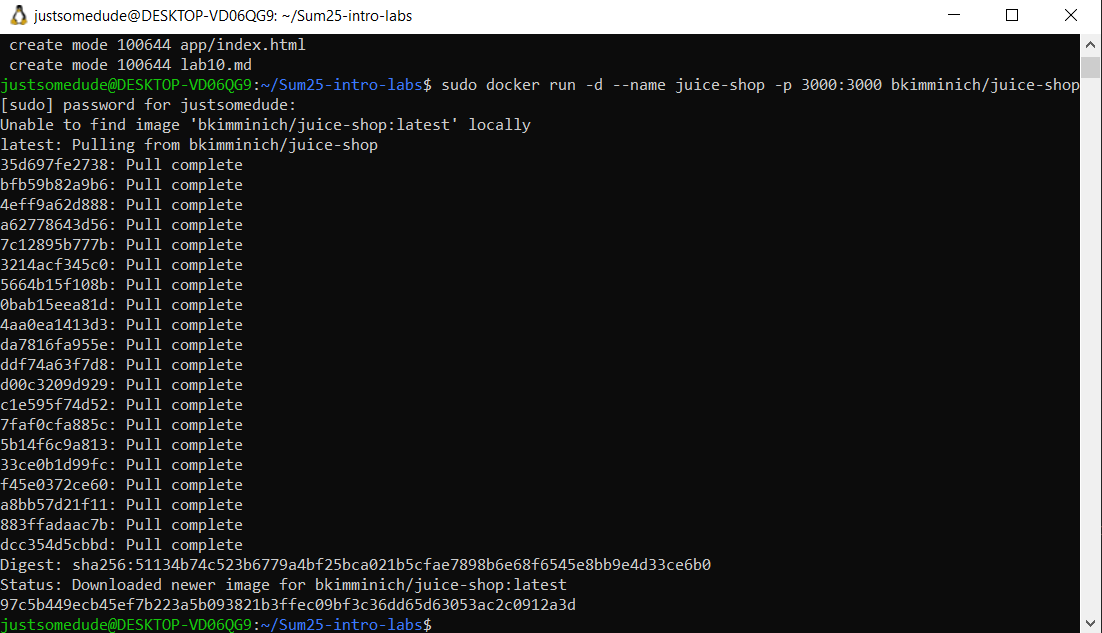 justsomedude@DESKTOP-VD06QG9: ~/Sum25-intro-labs
 create mode 100644 app/index.html
 create mode 100644 lab10.md
justsomedude@DESKTOP-VD06QG9:~/Sum25-intro-labs$ sudo docker run -d --name juice-shop -p 3000:3000 bkimminich/juice-shop
[sudo] password for justsomedude:
Unable to find image 'bkimminich/juice-shop:latest' locally
latest: Pulling from bkimminich/juice-shop
35d697fe2738: Pull complete
bfb59b82a9b6: Pull complete
4eff9a62d888: Pull complete
a62778643d56: Pull complete
7c12895b777b: Pull complete
3214acf345c0: Pull complete
5664b15f108b: Pull complete
0bab15eea81d: Pull complete
4aa0ea1413d3: Pull complete
da7816fa955e: Pull complete
ddf74a63f7d8: Pull complete
d00c3209d929: Pull complete
c1e595f74d52: Pull complete
7faf0cfa885c: Pull complete
5b14f6c9a813: Pull complete
33ce0b1d99fc: Pull complete
f45e0372ce60: Pull complete
a8bb57d21f11: Pull complete
883ffadaac7b: Pull complete
dcc354d5cbbd: Pull complete
Digest: sha256:51134b74c523b6779a4bf25bca021b5cfae7898b6e68f6545e8bb9e4d33ce6b0
Status: Downloaded newer image for bkimminich/juice-shop:latest
97c5b449ecb45ef7b223a5b093821b3ffec09bf3c36dd65d63053ac2c0912a3d
justsomedude@DESKTOP-VD06QG9:~/Sum25-intro-labs$